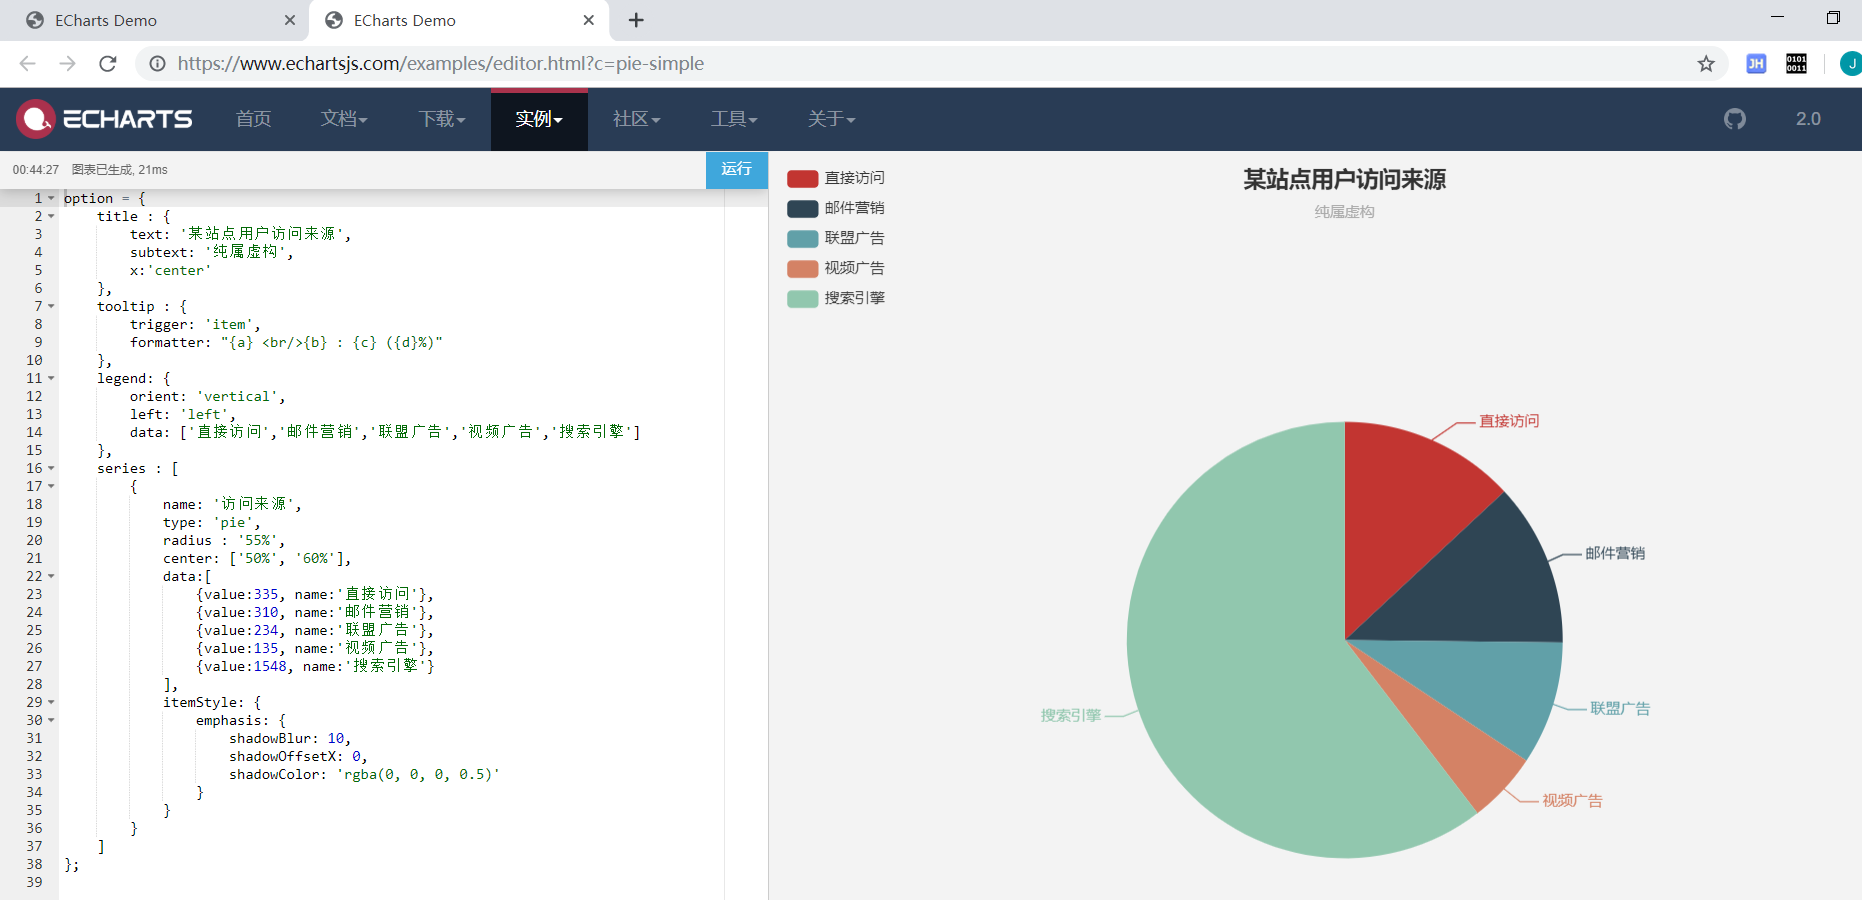 ECharts Demo
ECharts Demo
https://www.echartsjs.com/examples/editor.html?c=pie-simple
JH
0101
0011
J
ECHARTS
首页
文档
下载
实例
社区
工具
关于
2.0
00:44:27 图表已生成, 21ms
运行
1 option = {
2 title : {
3 text: '某站点用户访问来源',
4 subtext: '纯属虚构',
5 x:'center'
6 },
7 tooltip : {
8 trigger: 'item',
9 formatter: "{a} <br/>{b} : {c} ({d}%)"
10 },
11 legend: {
12 orient: 'vertical',
13 left: 'left',
14 data: ['直接访问','邮件营销','联盟广告','视频广告','搜索引擎']
15 },
16 series : [
17 {
18 name: '访问来源',
19 type: 'pie',
20 radius : '55%',
21 center: ['50%', '60%'],
22 data:[
23 {value:335, name:'直接访问'},
24 {value:310, name:'邮件营销'},
25 {value:234, name:'联盟广告'},
26 {value:135, name:'视频广告'},
27 {value:1548, name:'搜索引擎'}
28 ],
29 itemStyle: {
30 emphasis: {
31 shadowBlur: 10,
32 shadowOffsetX: 0,
33 shadowColor: 'rgba(0, 0, 0, 0.5)'
34 }
35 }
36 }
37 ]
38 };
39
直接访问
邮件营销
联盟广告
视频广告
搜索引擎
某站点用户访问来源
纯属虚构
直接访问
邮件营销
联盟广告
搜索引擎
视频广告